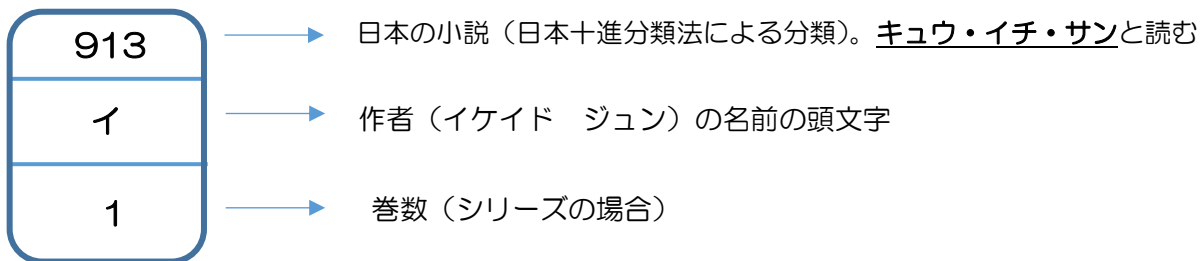 913 日本の小説（日本十進分類法による分類）。キュウ・イチ・サンと読む
イ 作者（イケイド　ジュン）の名前の頭文字
1 巻数（シリーズの場合）